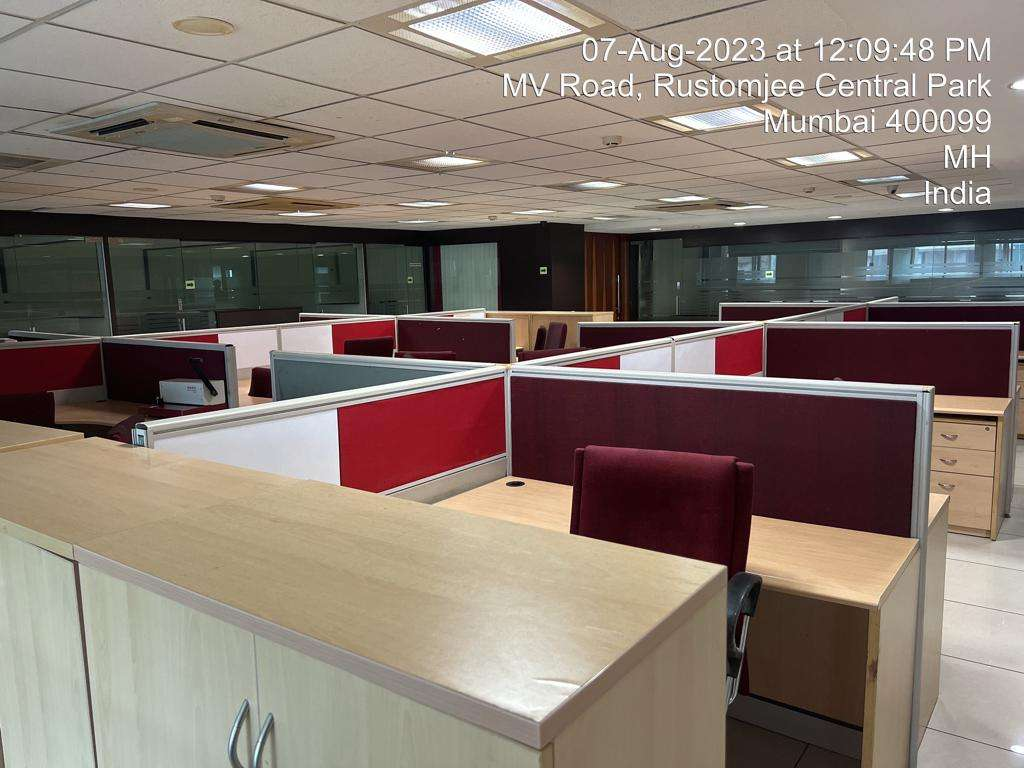 07-Aug-2023 at 12:09:48 PM
MV Road, Rustomjee Central Park
Mumbai 400099
MH
India